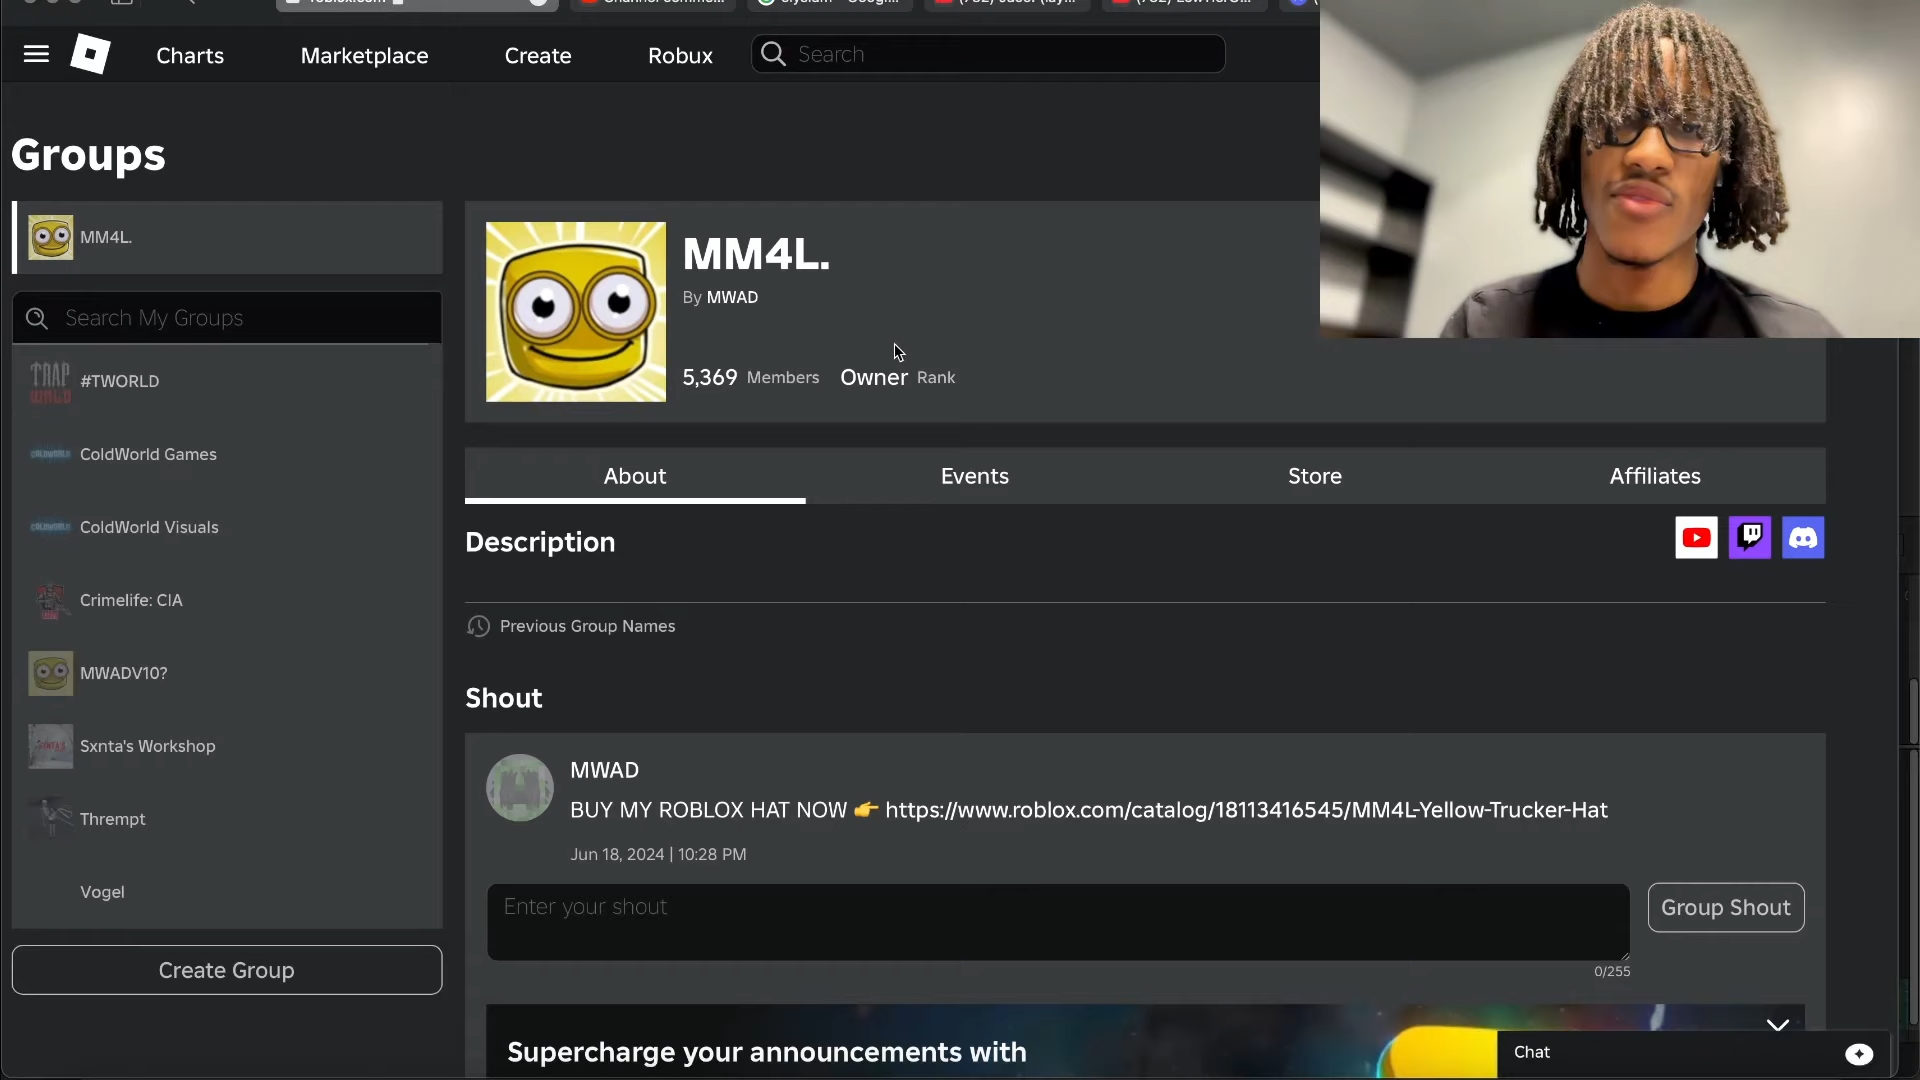 Charts
Marketplace
Create
Robux
Search
Groups
MM4L.
Search My Groups
#TWORLD
ColdWorld Games
ColdWorld Visuals
Crimelife: CIA
MWADV10?
Sxnta's Workshop
Thrempt
Vogel
Create Group
MM4L.
By MWAD
5,369 Members Owner Rank
About
Events
Store
Affiliates
Description
Previous Group Names
Shout
MWAD
BUY MY ROBLOX HAT NOW 👉 https://www.roblox.com/catalog/18113416545/MM4L-Yellow-Trucker-Hat
Jun 18, 2024 | 10:28 PM
Enter your shout
Group Shout
0/255
Supercharge your announcements with
Chat